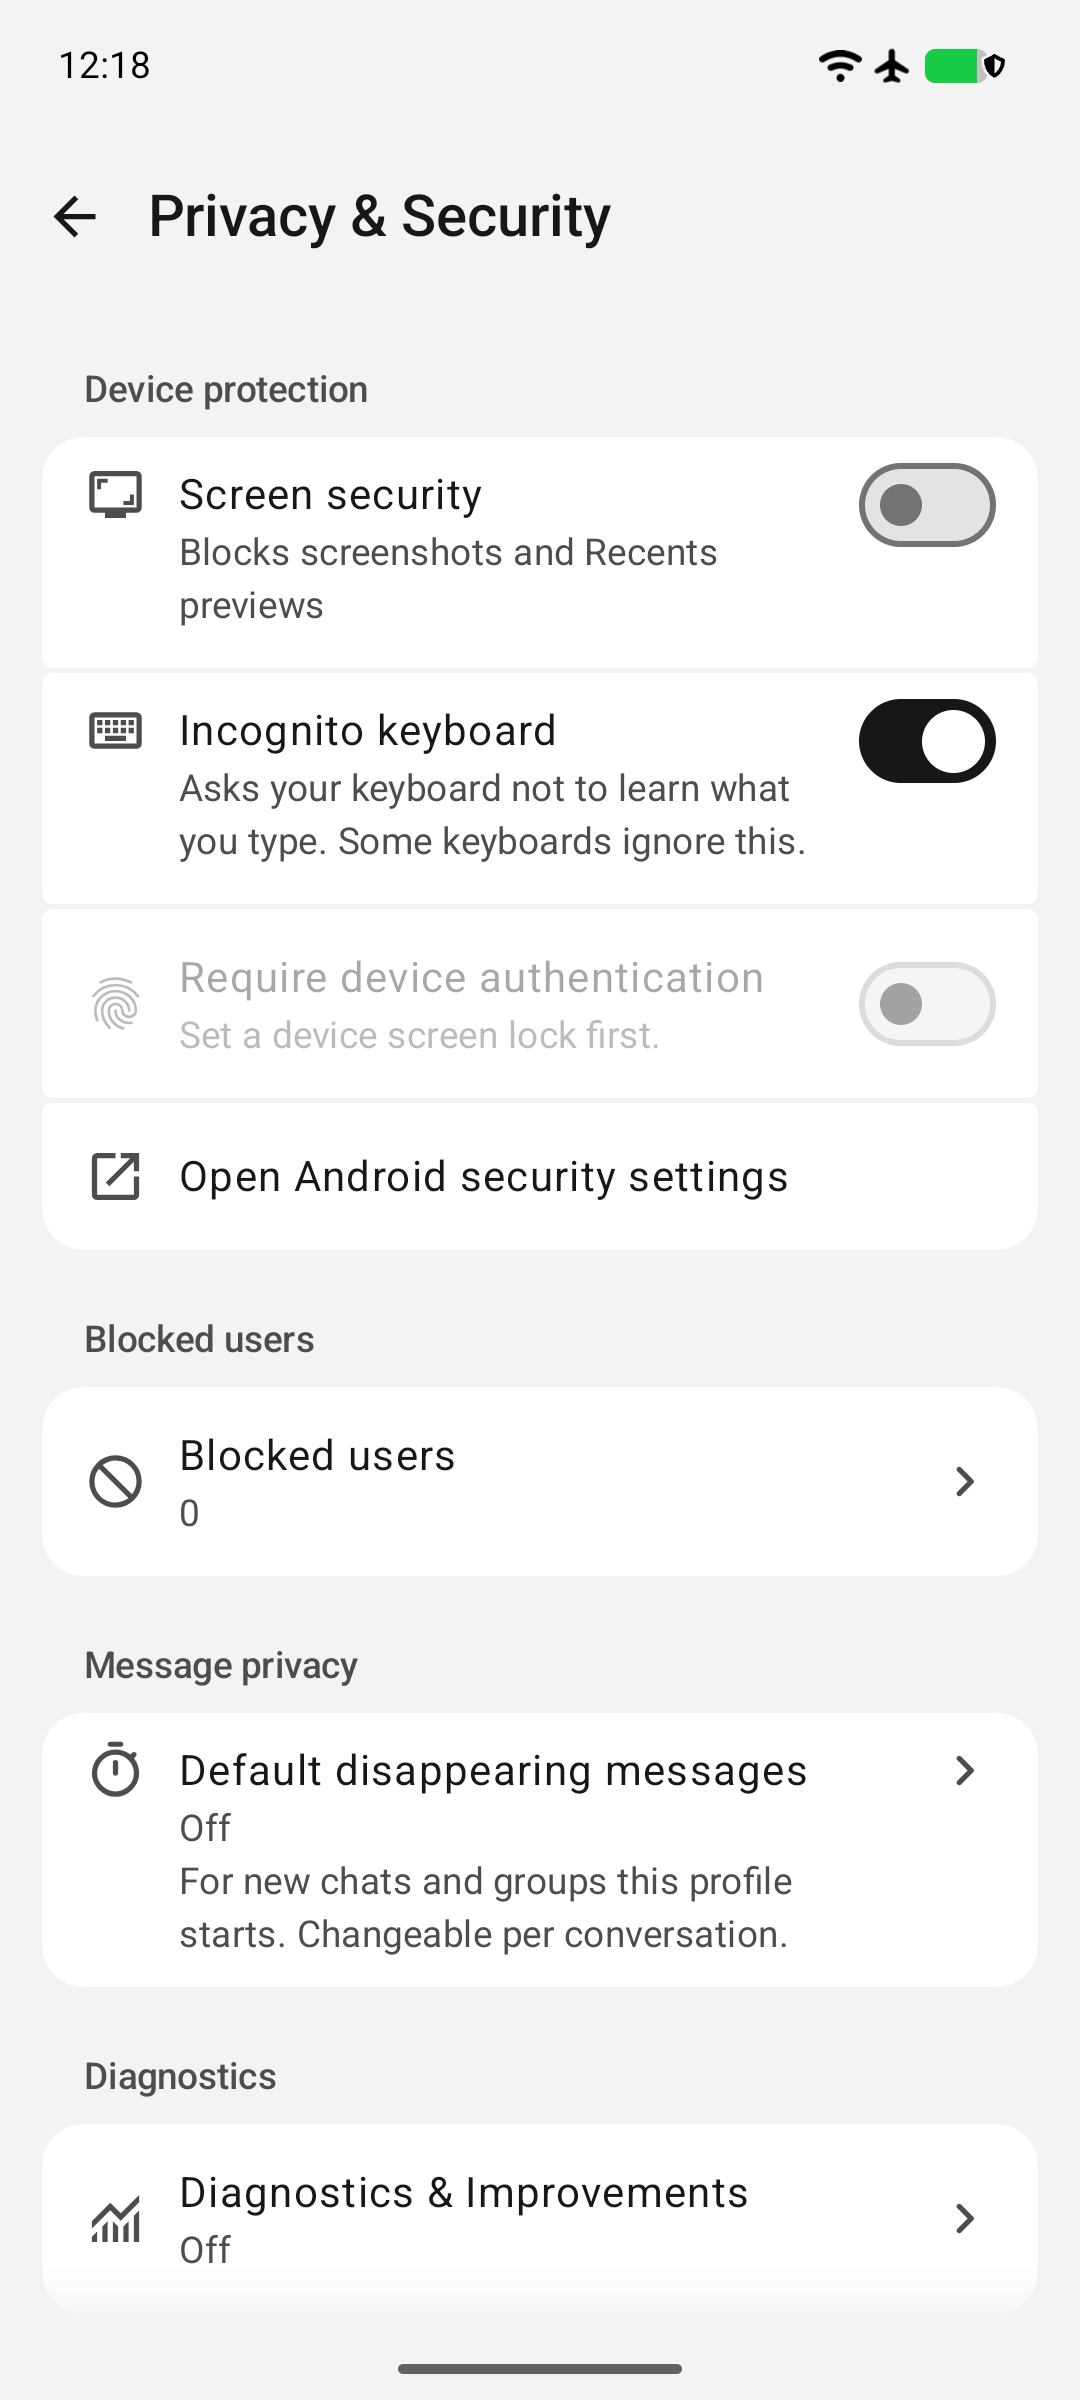 12:18
Privacy & Security
Device protection
Screen security
Blocks screenshots and Recents
previews
Incognito keyboard
Asks your keyboard not to learn what
you type. Some keyboards ignore this.
Require device authentication
Set a device screen lock first.
Open Android security settings
Blocked users
Blocked users
0
Message privacy
Default disappearing messages
Off
For new chats and groups this profile
starts. Changeable per conversation.
Diagnostics
Diagnostics & Improvements
Off